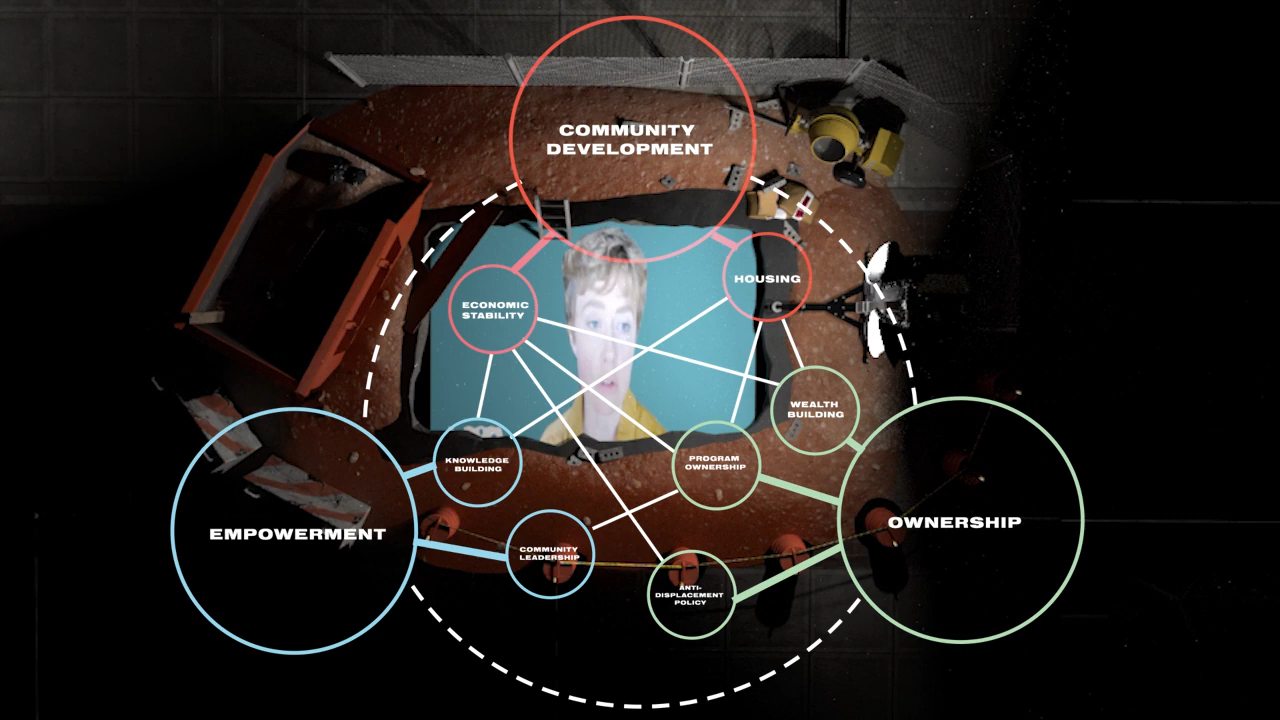 COMMUNITY
DEVELOPMENT
HOUSING
ECONOMIC
STABILITY
WEALTH
BUILDING
KNOWLEDGE
BUILDING
PROGRAM
OWNERSHIP
EMPOWERMENT
OWNERSHIP
COMMUNITY
LEADERSHIP
ANTI-
DISPLACEMENT
POLICY